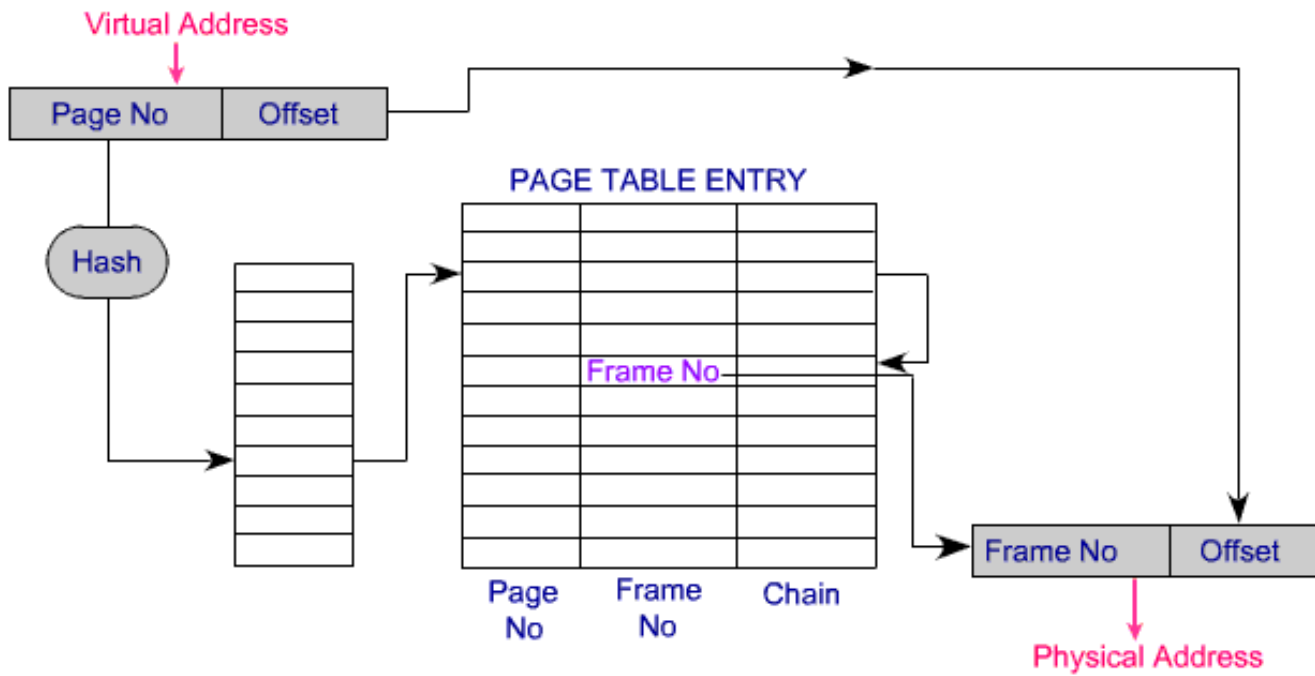 Virtual Address
Page No Offset
PAGE TABLE ENTRY
Hash
Frame No
Frame No Offset
Page No
Frame No
Chain
Physical Address